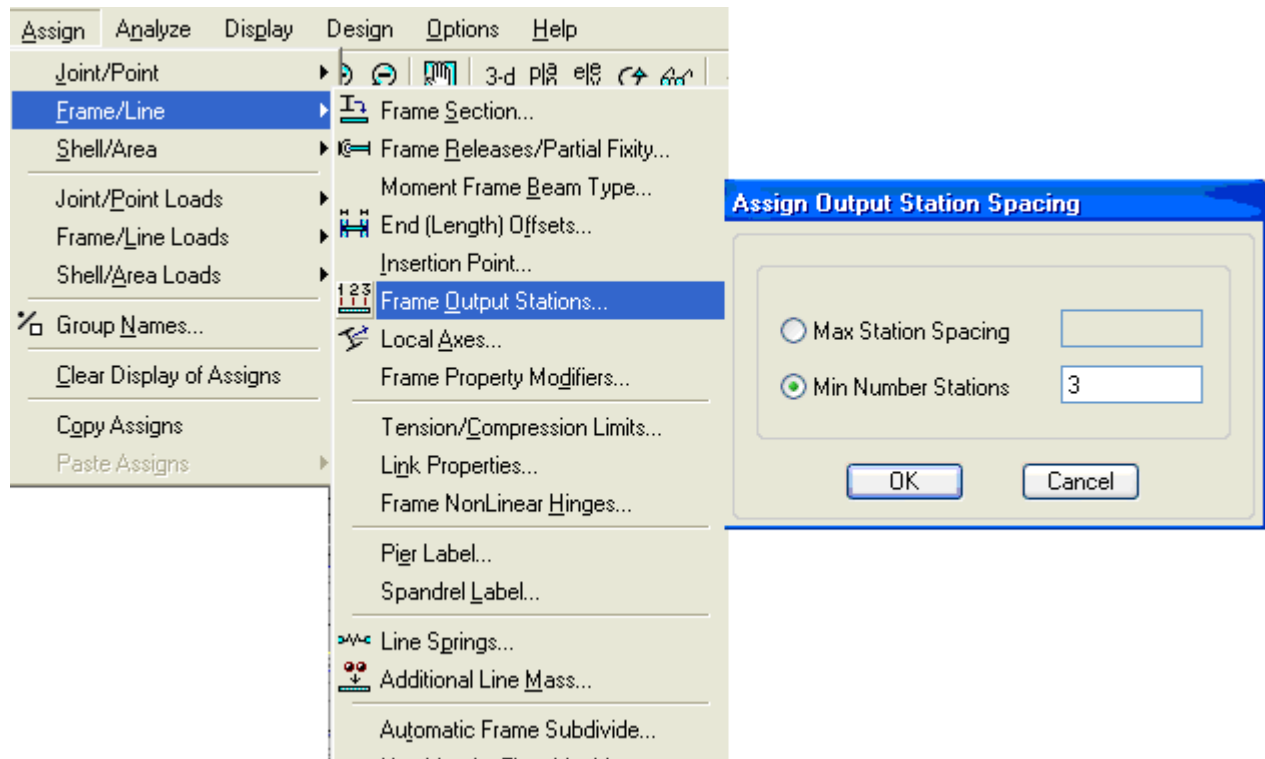 Assign Analyze Display Design Options Help
3-d
Joint/Point
Frame/Line
Shell/Area
Joint/Point Loads
Frame/Line Loads
Shell/Area Loads
Group Names...
Clear Display of Assigns
Copy Assigns
Paste Assigns
Frame Section...
Frame Releases/Partial Fixity...
Moment Frame Beam Type...
End (Length) Offsets...
Insertion Point...
1 2 3
Frame Output Stations...
Local Axes...
Frame Property Modifiers...
Tension/Compression Limits...
Link Properties...
Frame NonLinear Hinges...
Pier Label...
Spandrel Label...
Line Springs...
Additional Line Mass...
Automatic Frame Subdivide...
Assign Output Station Spacing
Max Station Spacing
Min Number Stations 3
OK Cancel